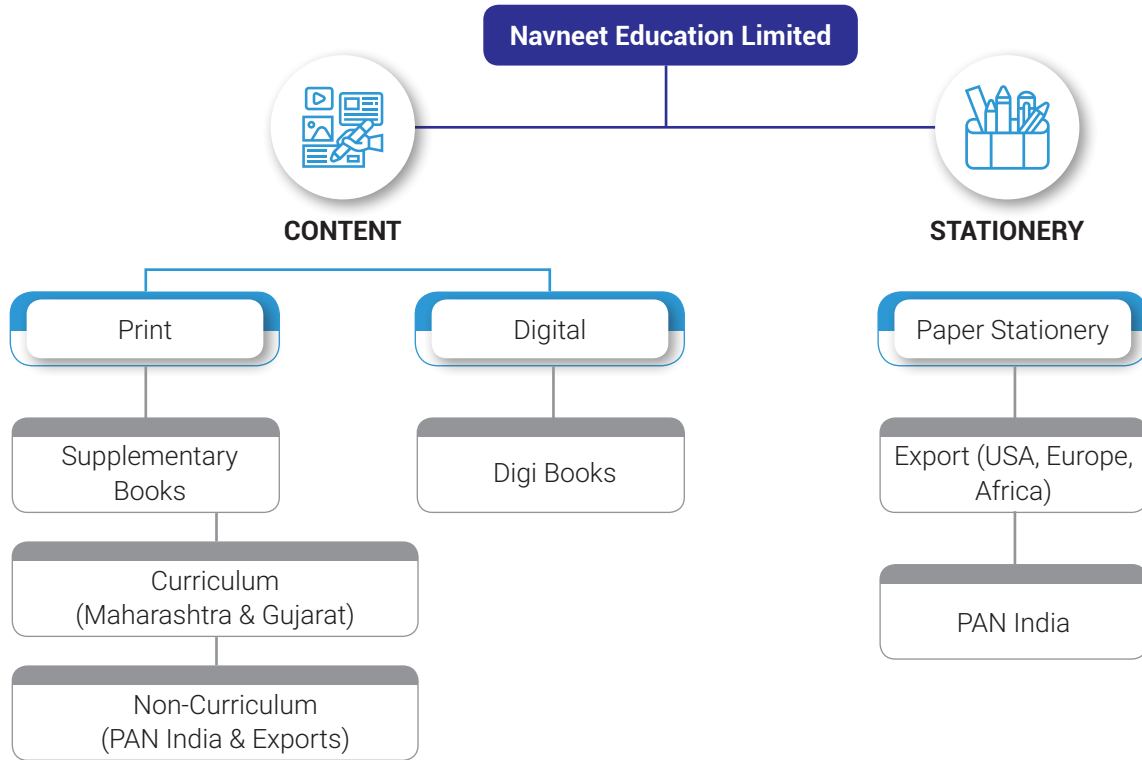 Navneet Education Limited
CONTENT
STATIONERY
Print
Digital
Paper Stationery
Supplementary
Books
Digi Books
Export (USA, Europe,
Africa)
Curriculum
(Maharashtra & Gujarat)
PAN India
Non-Curriculum
(PAN India & Exports)